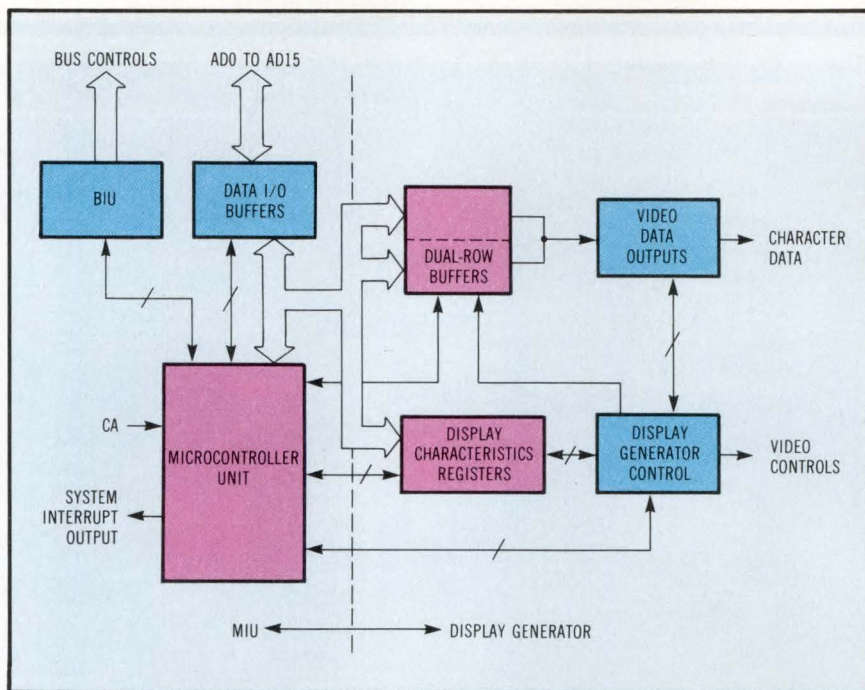 BUS CONTROLS
AD0 TO AD15
BIU
DATA I/O
BUFFERS
DUAL-ROW
BUFFERS
VIDEO
DATA
OUTPUTS
CHARACTER
DATA
CA
MICROCONTROLLER
UNIT
DISPLAY
CHARACTERISTICS
REGISTERS
DISPLAY
GENERATOR
CONTROL
VIDEO
CONTROLS
SYSTEM
INTERRUPT
OUTPUT
MIU
DISPLAY GENERATOR